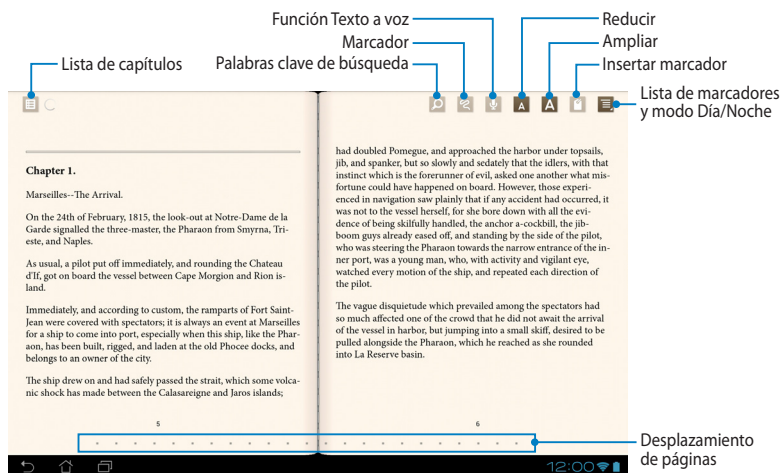 Función Texto a voz
Reducir
Marcador
Ampliar
Lista de capítulos
Palabras clave de búsqueda
Insertar marcador
Lista de marcadores
y modo Día/Noche
A
A
Chapter 1.
Marseilles--The Arrival.
On the 24th of February, 1815, the look-out at Notre-Dame de la
Garde signalled the three-master, the Pharaon from Smyrna, Tri-
este, and Naples.
As usual, a pilot put off immediately, and rounding the Chateau
d'If, got on board the vessel between Cape Morgion and Rion is-
land.
Immediately, and according to custom, the ramparts of Fort Saint-
Jean were covered with spectators; it is always an event at Marseilles
for a ship to come into port, especially when this ship, like the Phar-
aon, has been built, rigged, and laden at the old Phocee docks, and
belongs to an owner of the city.
The ship drew on and had safely passed the strait, which some volca-
nic shock has made between the Calasareigne and Jaros islands;
5
had doubled Pomegue, and approached the harbor under topsails,
jib, and spanker, but so slowly and sedately that the idlers, with that
instinct which is the forerunner of evil, asked one another what mis-
fortune could have happened on board. However, those experi-
enced in navigation saw plainly that if any accident had occurred, it
was not to the vessel herself, for she bore down with all the evi-
dence of being skilfully handled, the anchor a-cockbill, the jib-
boom guys already eased off, and standing by the side of the pilot,
who was steering the Pharaon towards the narrow entrance of the in-
ner port, was a young man, who, with activity and vigilant eye,
watched every motion of the ship, and repeated each direction of
the pilot.
The vague disquietude which prevailed among the spectators had
so much affected one of the crowd that he did not await the arrival
of the vessel in harbor, but jumping into a small skiff, desired to be
pulled alongside the Pharaon, which he reached as she rounded
into La Reserve basin.
6
Desplazamiento
de páginas
12:00